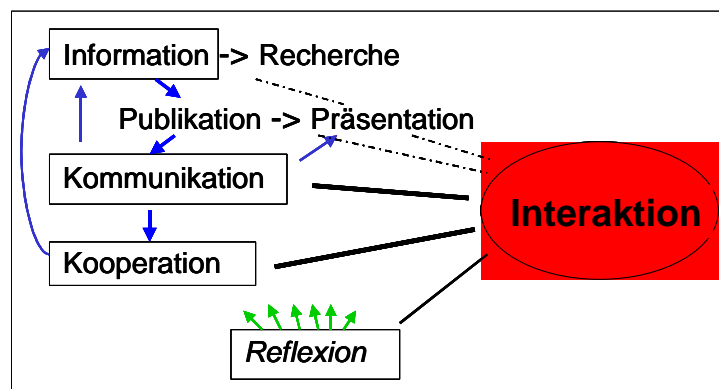 Information -> Recherche
Publikation -> Präsentation
Kommunikation
Interaktion
Kooperation
Reflexion